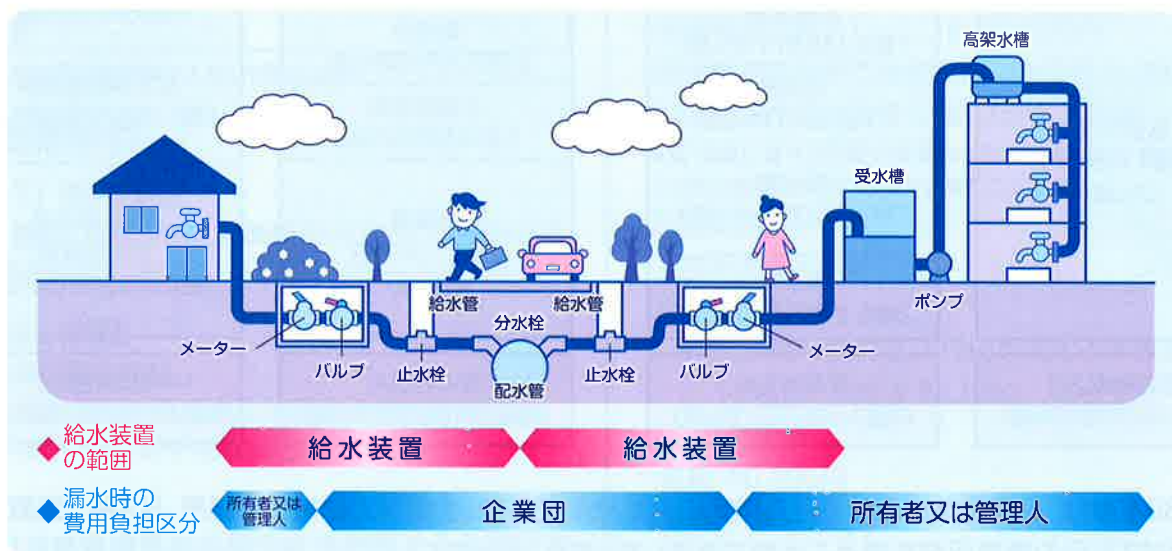 高架水槽
受水槽
ポンプ
給水管
給水管
分水栓
メーター
バルブ
止水栓
配水管
止水栓
バルブ
メーター
◆給水装置
の範囲
給水装置
給水装置
◆漏水時の
費用負担区分
所有者又は
管理人
企業団
所有者又は管理人